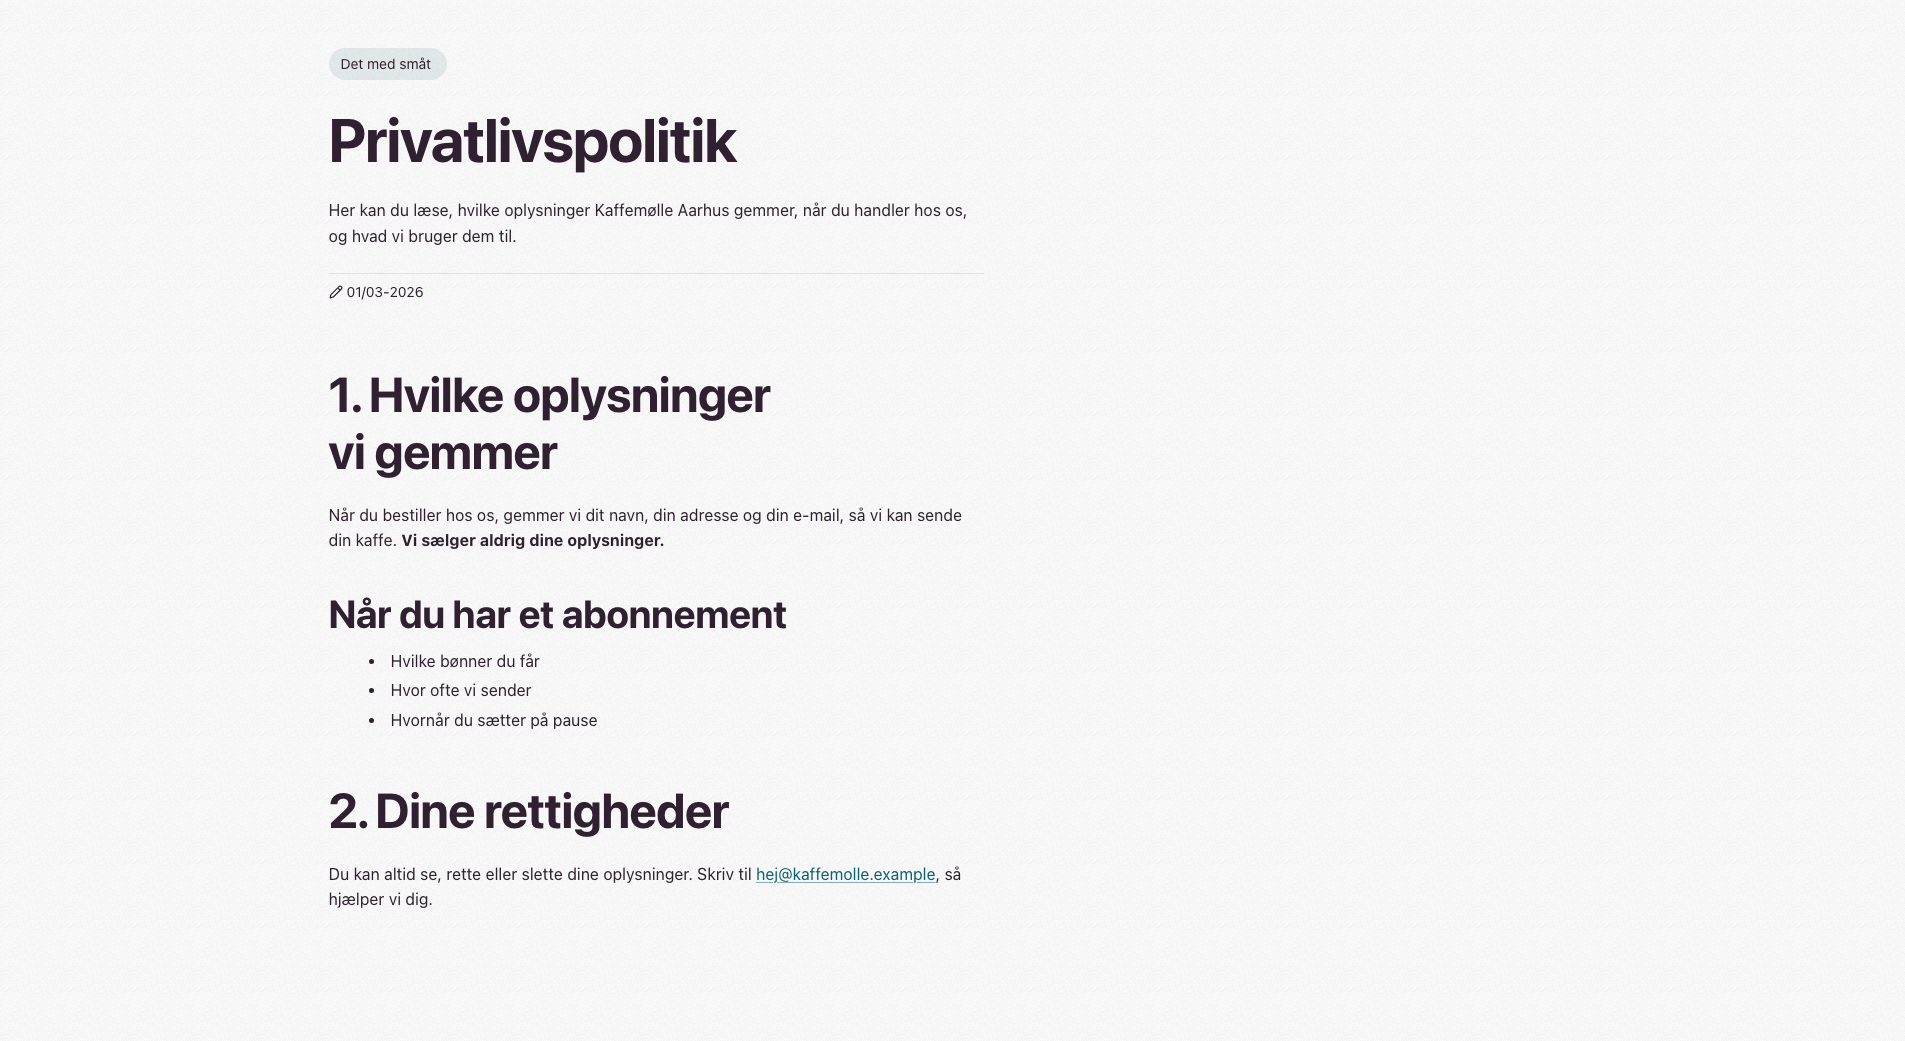 Det med småt
Privatlivspolitik
Her kan du læse, hvilke oplysninger Kaffemølle Aarhus gemmer, når du handler hos os,
og hvad vi bruger dem til.
01/03-2026
1. Hvilke oplysninger
vi gemmer
Når du bestiller hos os, gemmer vi dit navn, din adresse og din e-mail, så vi kan sende
din kaffe. Vi sælger aldrig dine oplysninger.
Når du har et abonnement
• Hvilke bønner du får
• Hvor ofte vi sender
• Hvornår du sætter på pause
2. Dine rettigheder
Du kan altid se, rette eller slette dine oplysninger. Skriv til hej@kaffemolle.example, så
hjælper vi dig.